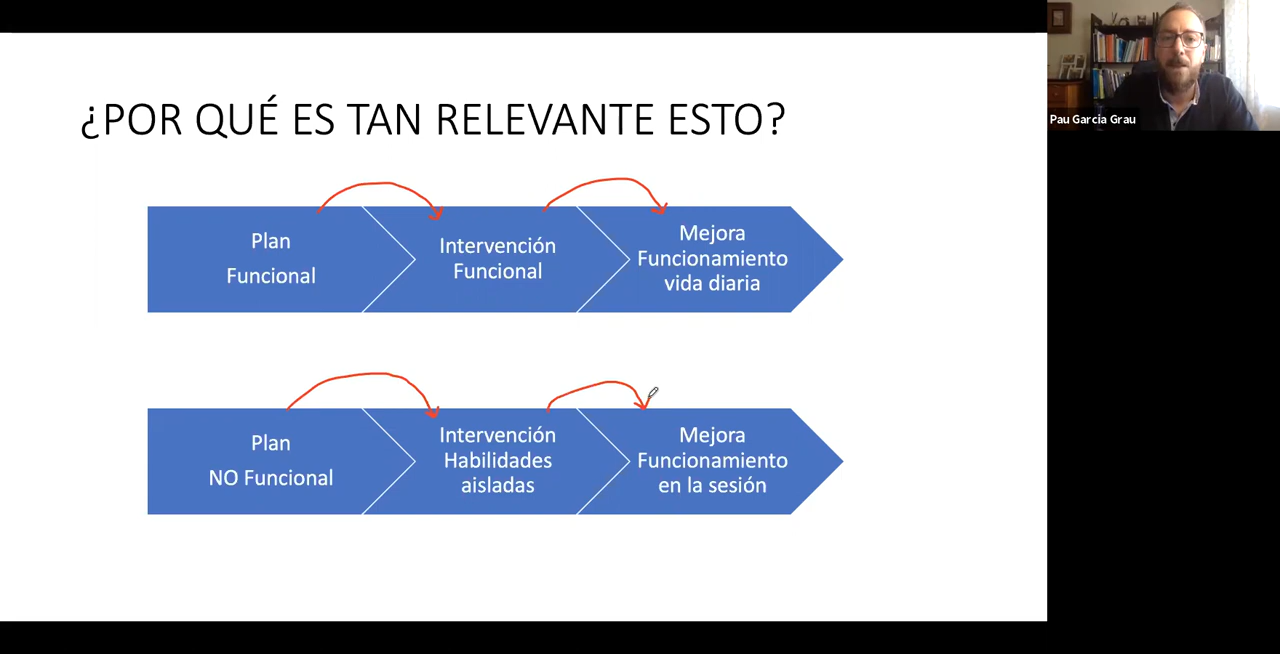 ¿POR QUÉ ES TAN RELEVANTE ESTO?
Pau García Grau
Plan
Funcional
Intervención
Funcional
Mejora
Funcionamiento
vida diaria
Plan
NO Funcional
Intervención
Habilidades
aisladas
Mejora
Funcionamiento
en la sesión